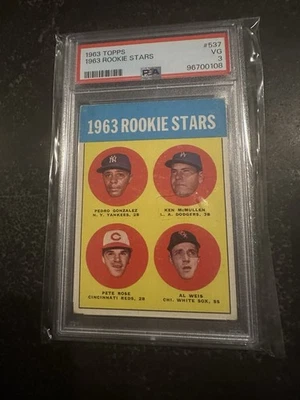 1963 TOPPS #537
1963 ROOKIE STARS VG
PSA 3
96700108
1963 ROOKIE STARS
PEDRO GONZALEZ KEN McMULLEN
N. Y. YANKEES, 2B L. A. DODGERS, 3B
PETE ROSE AL WEIS
CINCINNATI REDS, 2B CHI. WHITE SOX, SS